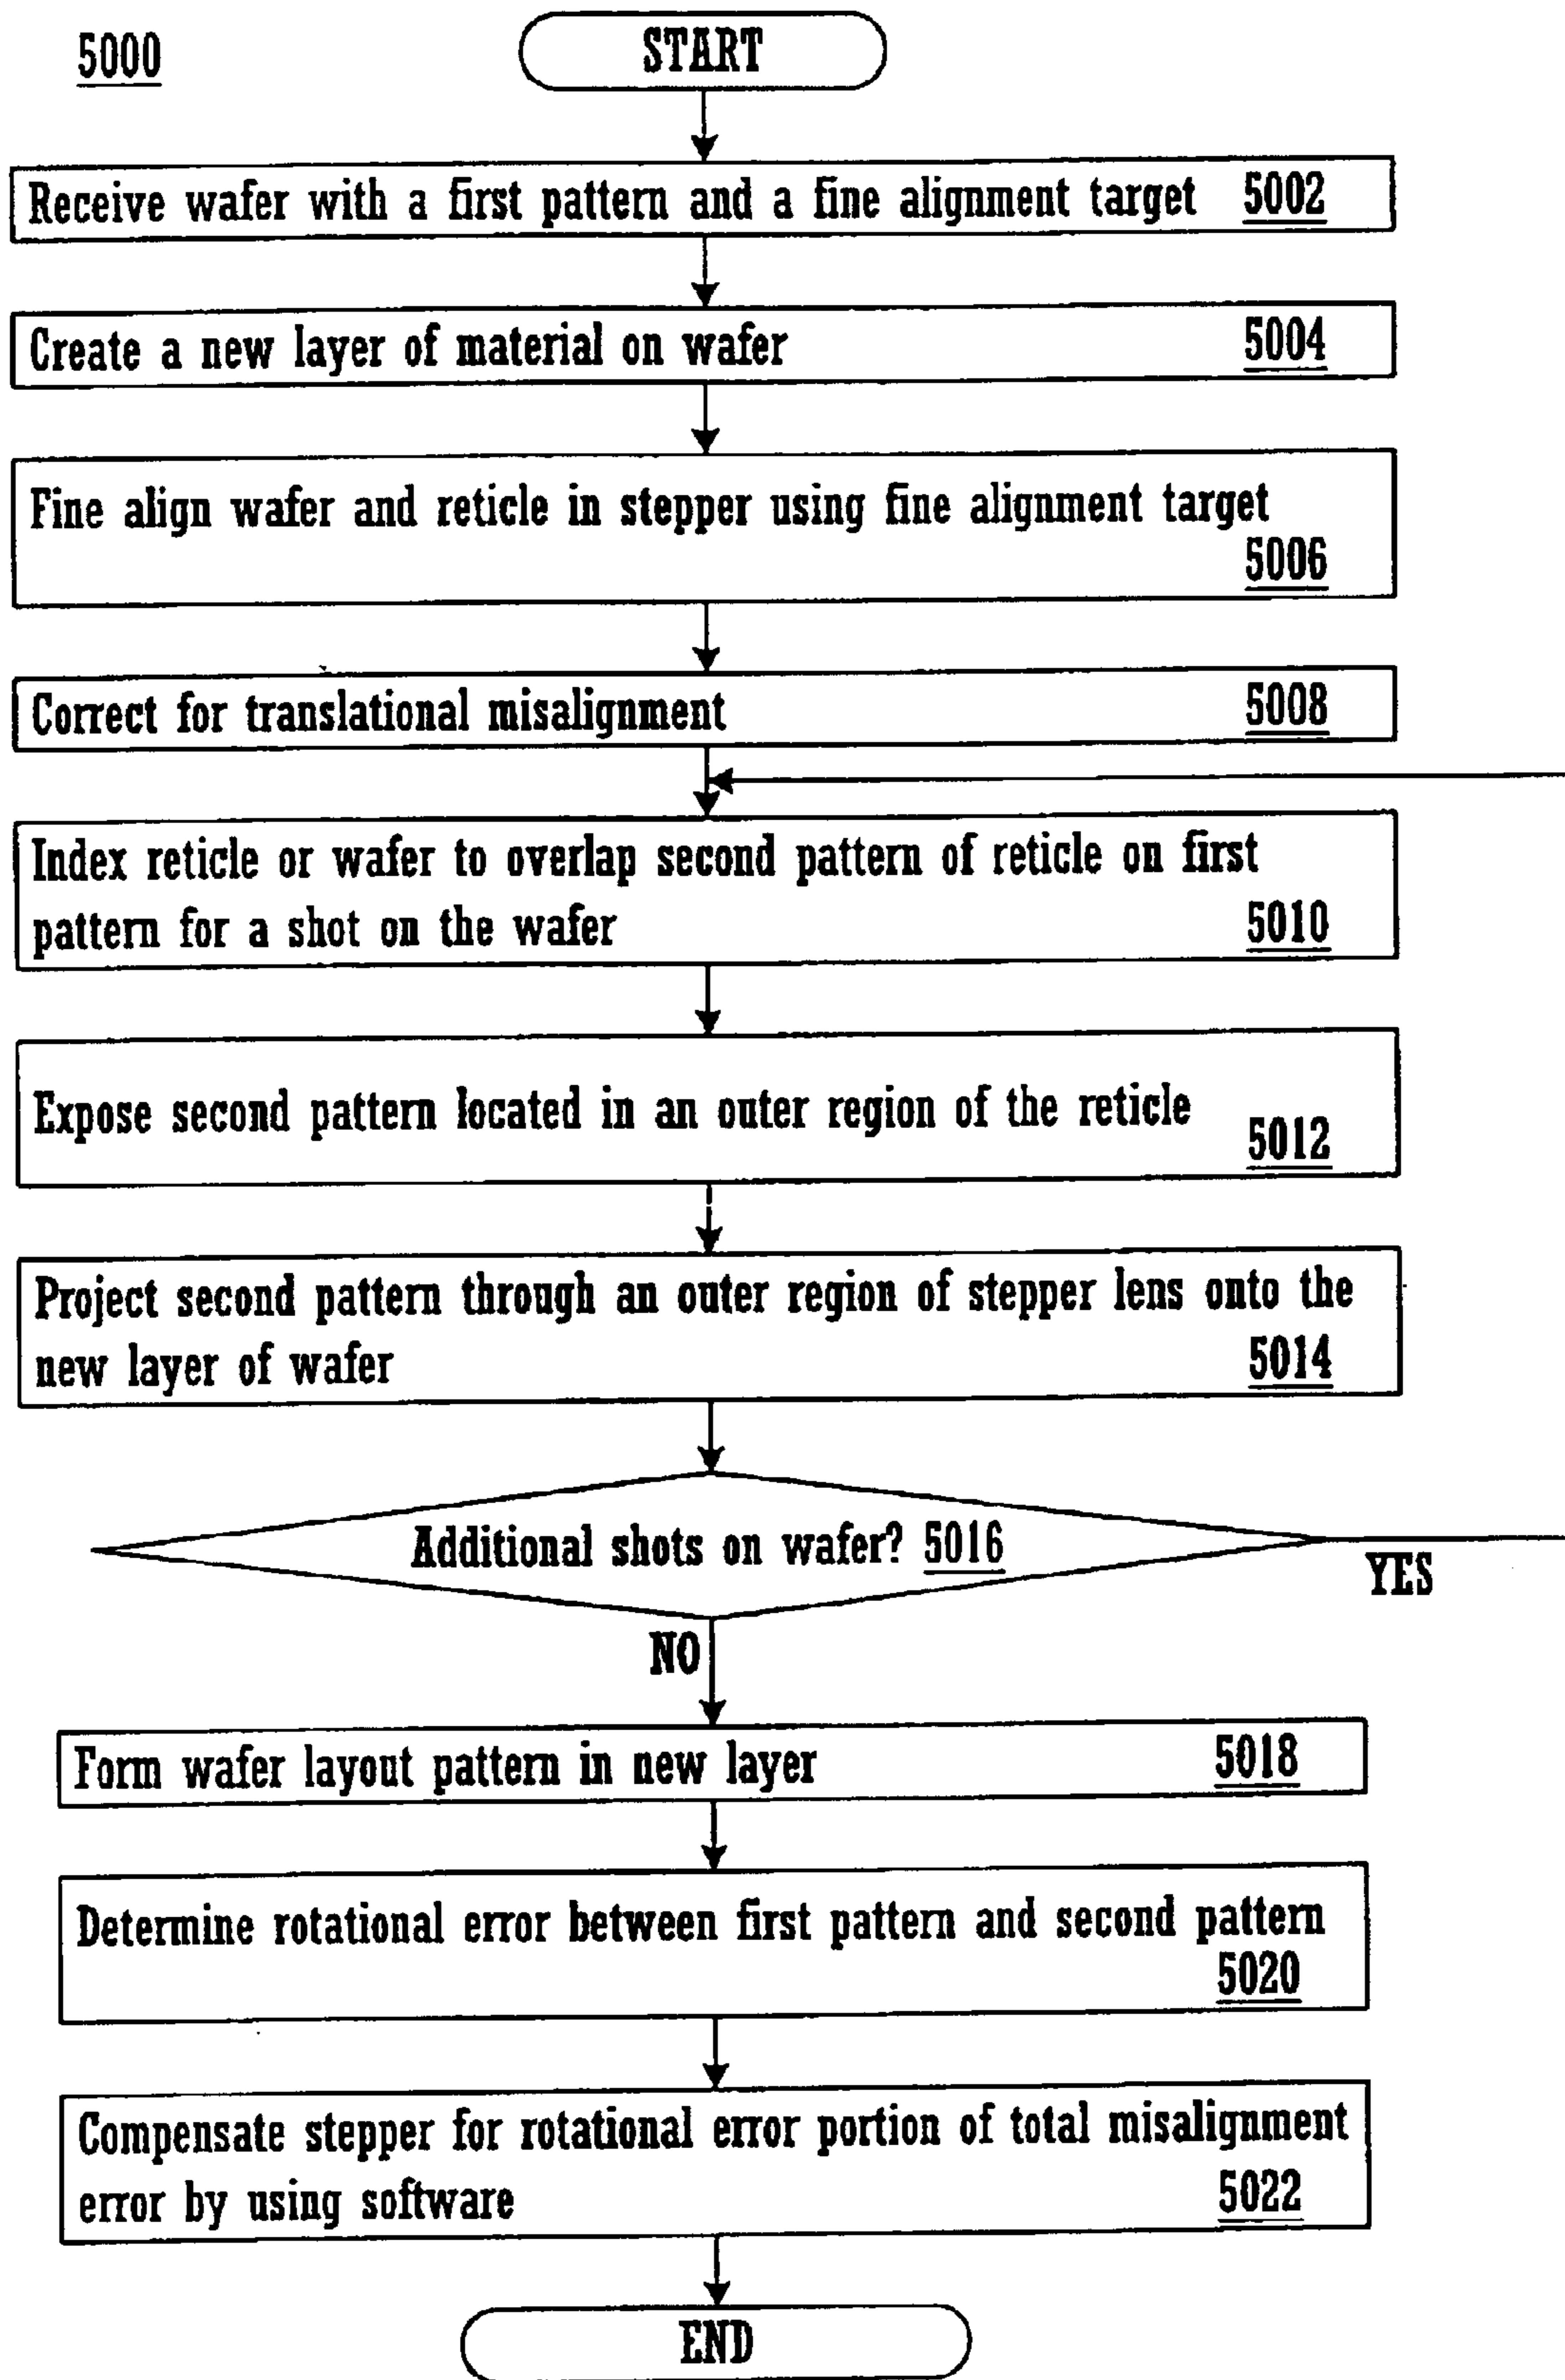 5000
START
Receive wafer with a first pattern and a fine alignment target 5002
Create a new layer of material on wafer 5004
Fine align wafer and reticle in stepper using fine alignment target
5006
Correct for translational misalignment 5008
Index reticle or wafer to overlap second pattern of reticle on first
pattern for a shot on the wafer 5010
Expose second pattern located in an outer region of the reticle
5012
Project second pattern through an outer region of stepper lens onto the
new layer of wafer 5014
Additional shots on wafer? 5016
YES
NO
Form wafer layout pattern in new layer 5018
Determine rotational error between first pattern and second pattern
5020
Compensate stepper for rotational error portion of total misalignment
error by using software 5022
END